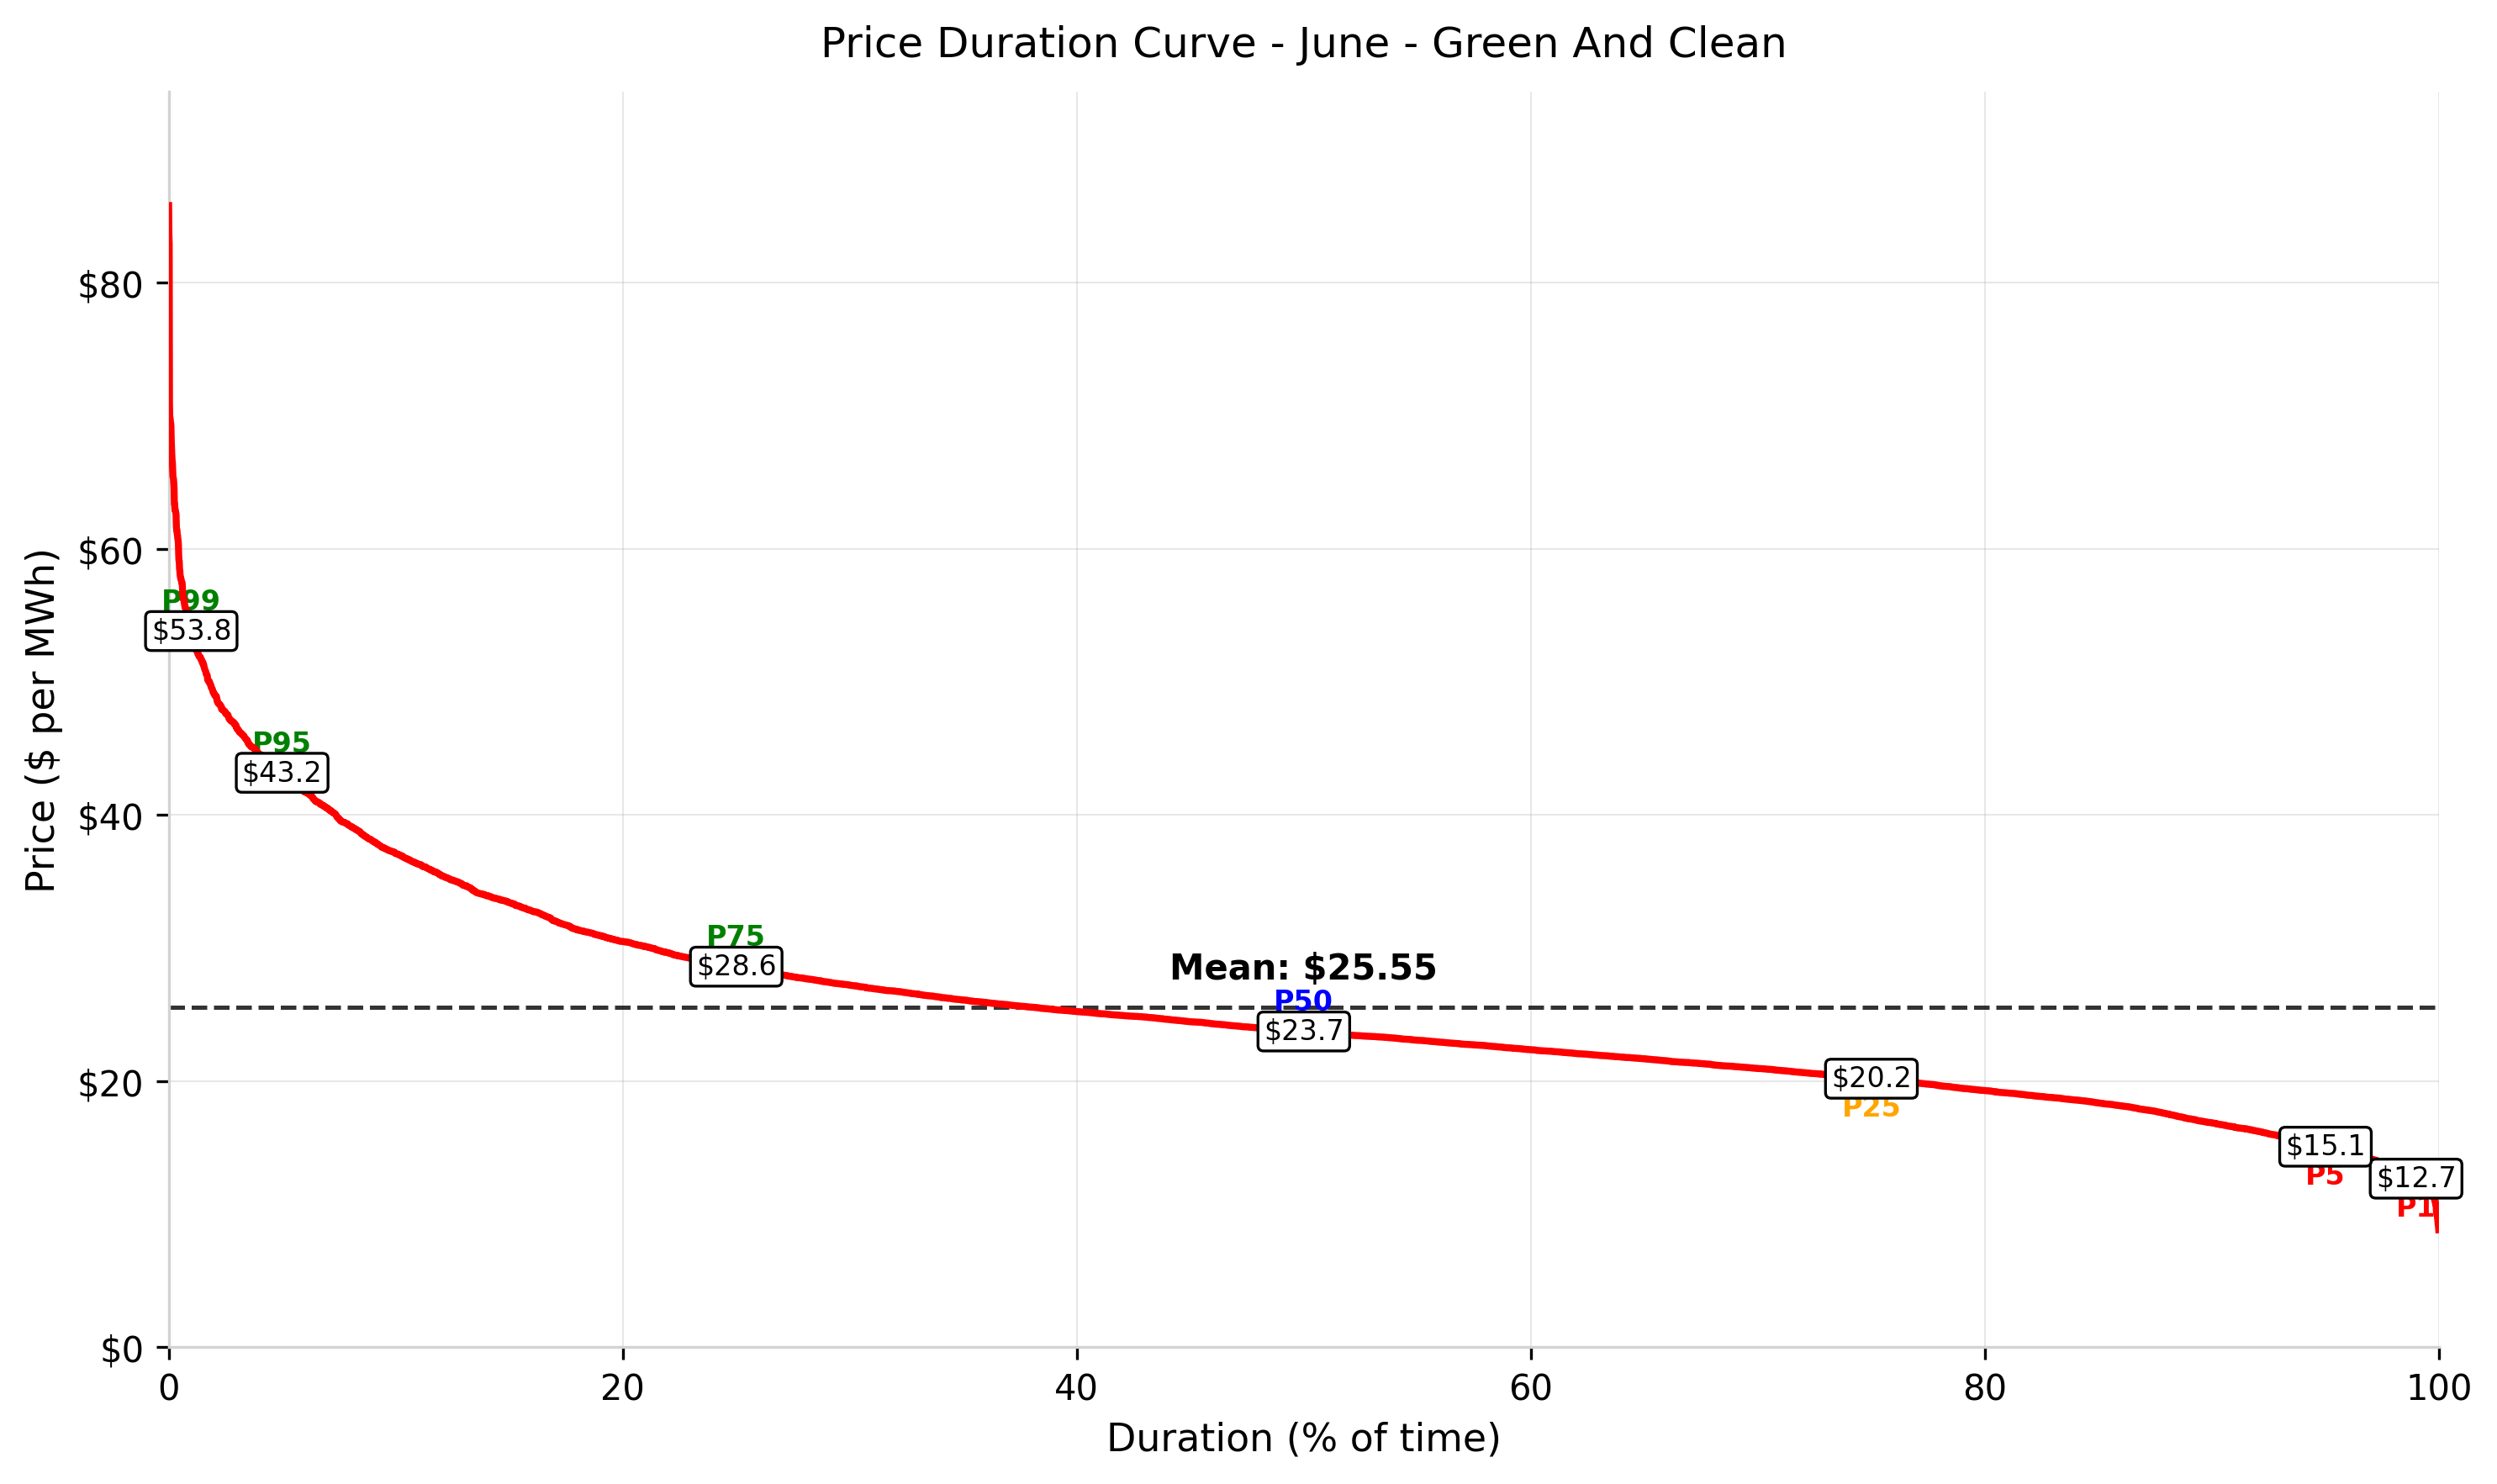 Price Duration Curve - June - Green And Clean
Price ($ per MWh)
$80
$60
$40
$20
$0
P99
$53.8
P95
$43.2
P75
$28.6
Mean: $25.55
P50
$23.7
$20.2
P25
$15.1
P5
$12.7
P1
0
20
40
60
80
100
Duration (% of time)